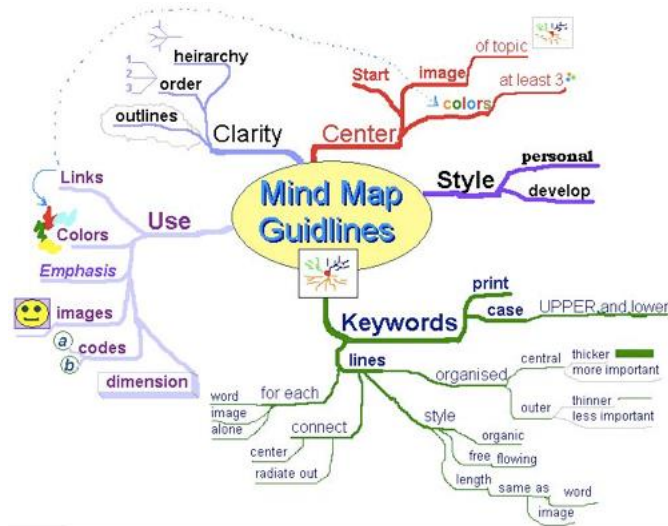 Mind Map
Guidlines
Center
Start
image
of topic
colors
at least 3
Style
personal
develop
Keywords
print
case
UPPER and lower
lines
organised
central
thicker
more important
outer
thinner
less important
style
organic
free flowing
length
same as
word
image
connect
center
radiate out
for each
word
image
alone
Use
Links
Colors
Emphasis
images
codes
a
b
dimension
Clarity
heirarchy
order
1
2
3
outlines